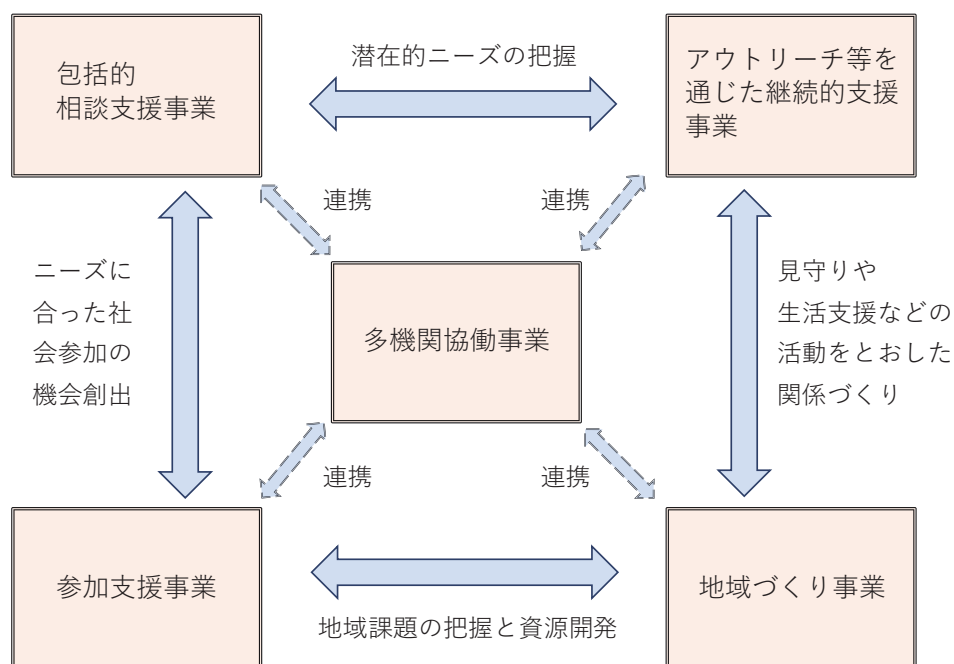 包括的
相談支援事業
潜在的ニーズの把握
アウトリーチ等を
通じた継続的支援
事業
連携
連携
ニーズに
合った社
会参加の
機会創出
多機関協働事業
見守りや
生活支援などの
活動をとおした
関係づくり
連携
連携
参加支援事業
地域課題の把握と資源開発
地域づくり事業